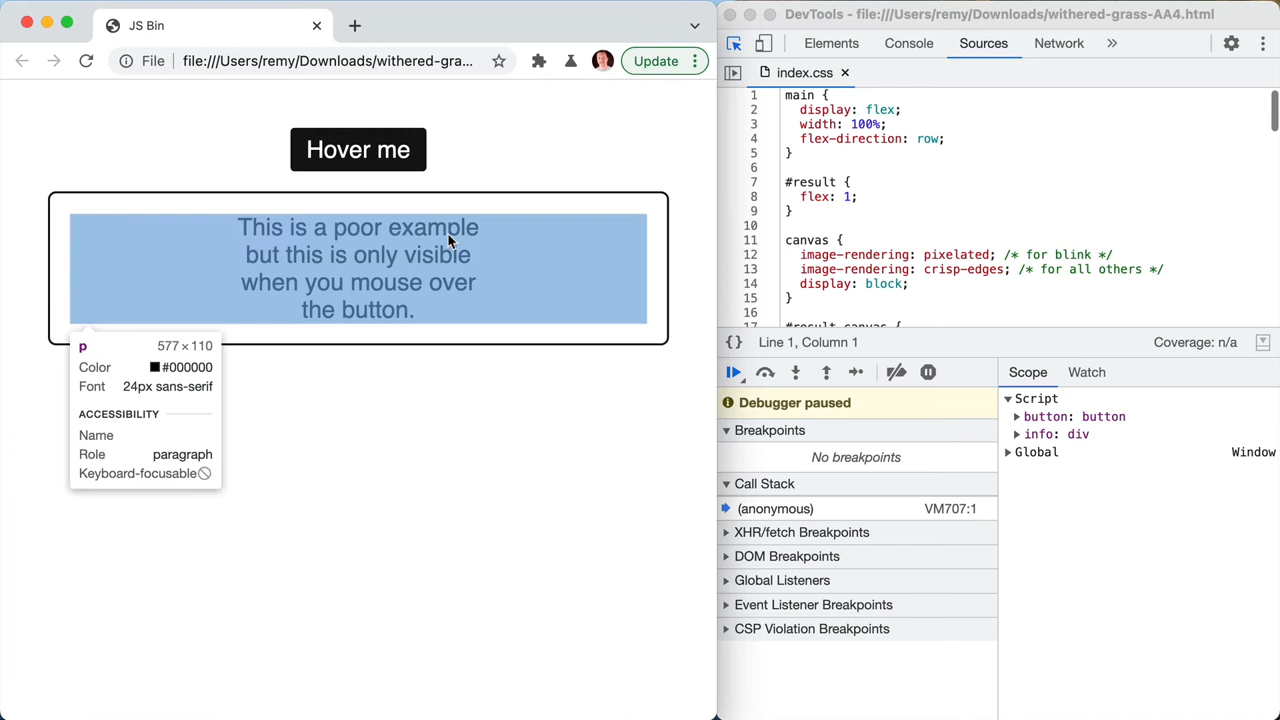 JS Bin
File file:///Users/remy/Downloads/withered-gra...
Update
Hover me
This is a poor example
but this is only visible
when you mouse over
the button.
p 577 × 110
Color #000000
Font 24px sans-serif
ACCESSIBILITY
Name
Role paragraph
Keyboard-focusable
DevTools - file:///Users/remy/Downloads/withered-grass-AA4.html
Elements Console Sources Network »
index.css
1 main {
2 display: flex;
3 width: 100%;
4 flex-direction: row;
5 }
6
7 #result {
8 flex: 1;
9 }
10
11 canvas {
12 image-rendering: pixelated; /* for blink */
13 image-rendering: crisp-edges; /* for all others */
14 display: block;
15 }
16
17 #result canvas {
{} Line 1, Column 1 Coverage: n/a
Debugger paused
Breakpoints
No breakpoints
Call Stack
(anonymous) VM707:1
XHR/fetch Breakpoints
DOM Breakpoints
Global Listeners
Event Listener Breakpoints
CSP Violation Breakpoints
Scope Watch
Script
button: button
info: div
Global Window